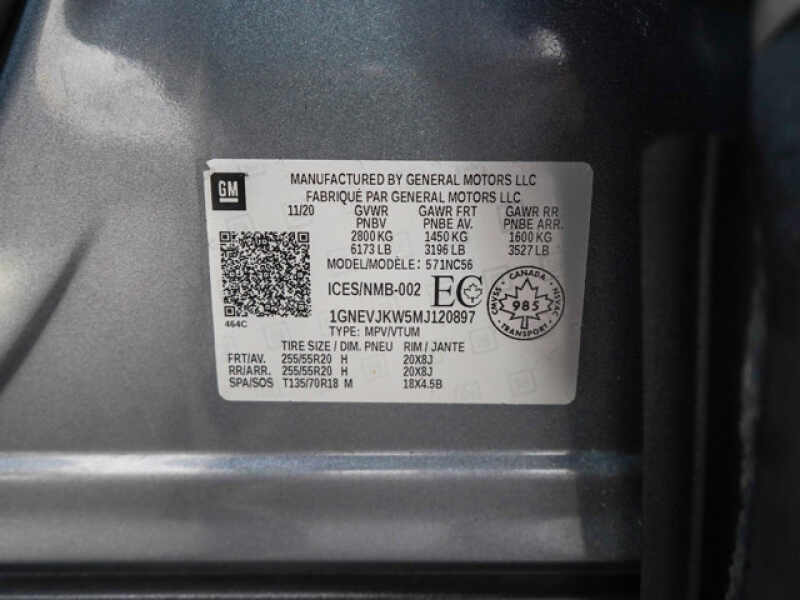 GM
MANUFACTURED BY GENERAL MOTORS LLC
FABRIQUÉ PAR GENERAL MOTORS LLC
11/20 GVWR GAWR FRT GAWR RR
PNBV PNBE AV. PNBE ARR.
2800 KG 1450 KG 1600 KG
6173 LB 3196 LB 3527 LB
MODEL/MODÈLE: 571NC56
ICES/NMB-002 EC
CANADA
CMVSS 985 NSVAC
TRANSPORT
1GNEVJKW5MJ120897
464C
TYPE: MPV/VTUM
TIRE SIZE / DIM. PNEU RIM / JANTE
FRT/AV. 255/55R20 H 20X8J
RR/ARR. 255/55R20 H 20X8J
SPA/SOS T135/70R18 M 18X4.5B